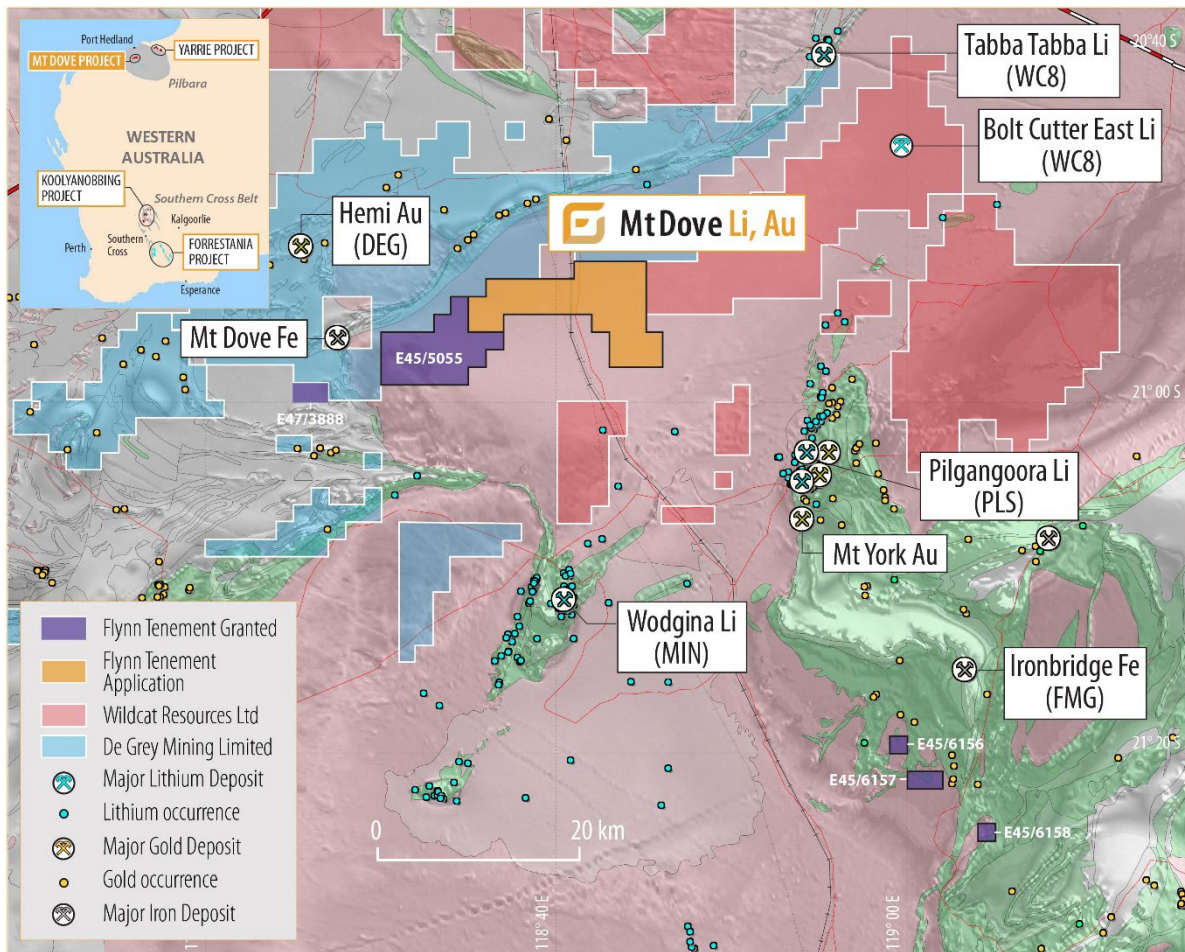 Port Hedland
YARRIE PROJECT
MT DOVE PROJECT
Pilbara
WESTERN
AUSTRALIA
KOOLYANOBBING
PROJECT
Southern Cross Belt
Kalgoorlie
Perth
Southern
Cross
FORRESTANIA
PROJECT
Esperance
20°40 S
Tabba Tabba Li
(WC8)
Bolt Cutter East Li
(WC8)
Mt Dove Li, Au
Hemi Au
(DEG)
Mt Dove Fe
E45/5055
E47/3888
21°00 S
Pilgangoora Li
(PLS)
Mt York Au
Wodgina Li
(MIN)
Ironbridge Fe
(FMG)
E45/6156
21°20 S
E45/6157
E45/6158
0
20 km
118°40 E
119°00 E
Flynn Tenement Granted
Flynn Tenement
Application
Wildcat Resources Ltd
De Grey Mining Limited
Major Lithium Deposit
Lithium occurrence
Major Gold Deposit
Gold occurrence
Major Iron Deposit